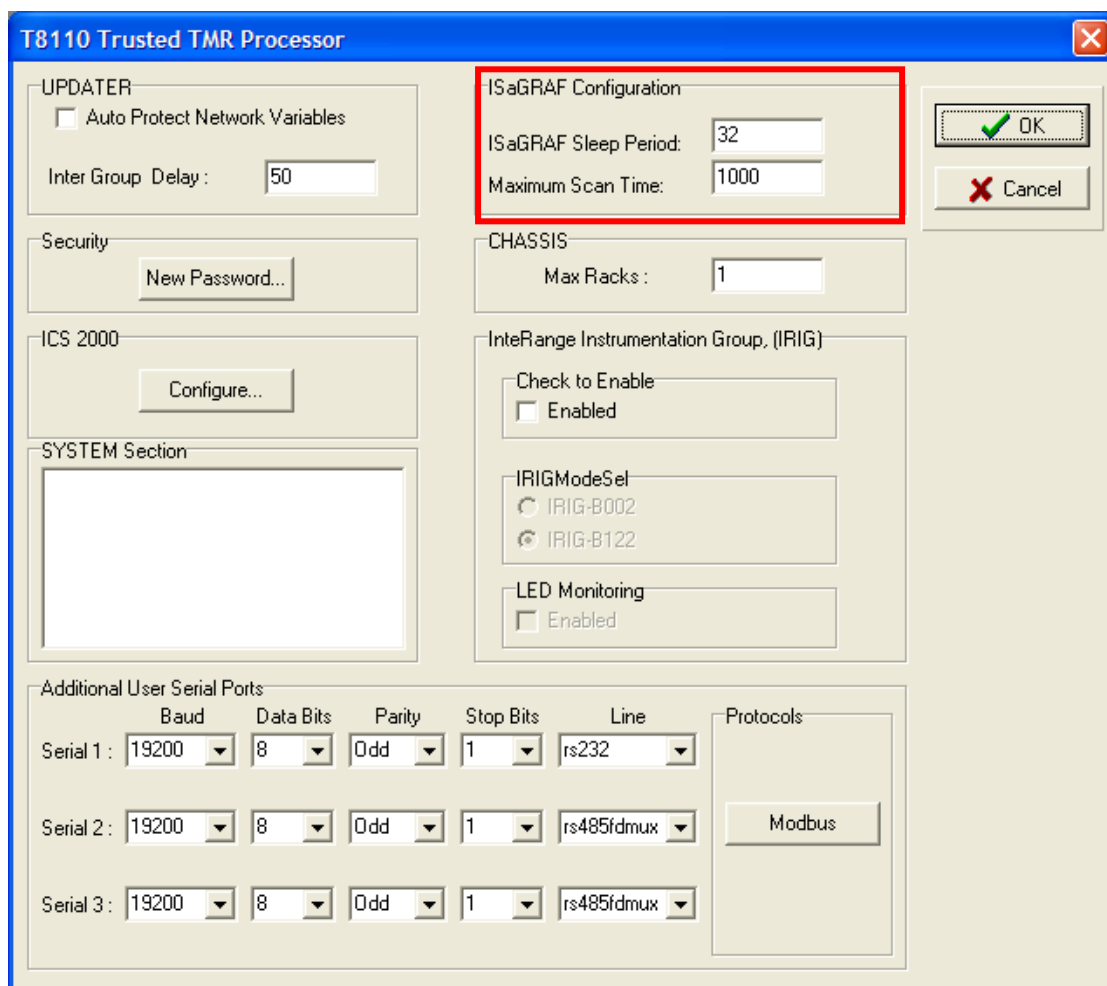 T8110 Trusted TMR Processor
UPDATER
Auto Protect Network Variables
Inter Group Delay : 50
ISaGRAF Configuration
ISaGRAF Sleep Period: 32
Maximum Scan Time: 1000
OK
Cancel
Security
New Password...
CHASSIS
Max Racks : 1
ICS 2000
Configure...
InteRange Instrumentation Group, (IRIG)
Check to Enable
Enabled
SYSTEM Section
IRIGModeSel
IRIG-B002
IRIG-B122
LED Monitoring
Enabled
Additional User Serial Ports
Baud Data Bits Parity Stop Bits Line
Serial 1 : 19200 8 Odd 1 rs232
Serial 2 : 19200 8 Odd 1 rs485fdmux
Serial 3 : 19200 8 Odd 1 rs485fdmux
Protocols
Modbus